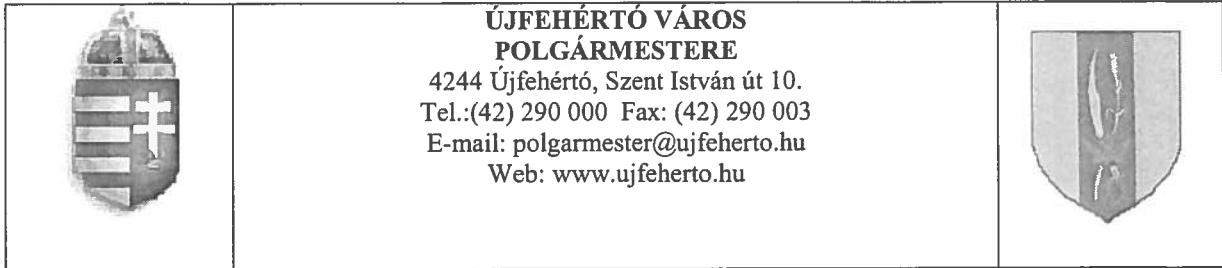 ÚJFEHÉRTÓ VÁROS
POLGÁRMESTERE
4244 Újfehértó, Szent István út 10.
Tel.:(42) 290 000 Fax: (42) 290 003
E-mail: polgarmester@ujfeherto.hu
Web: www.ujfeherto.hu